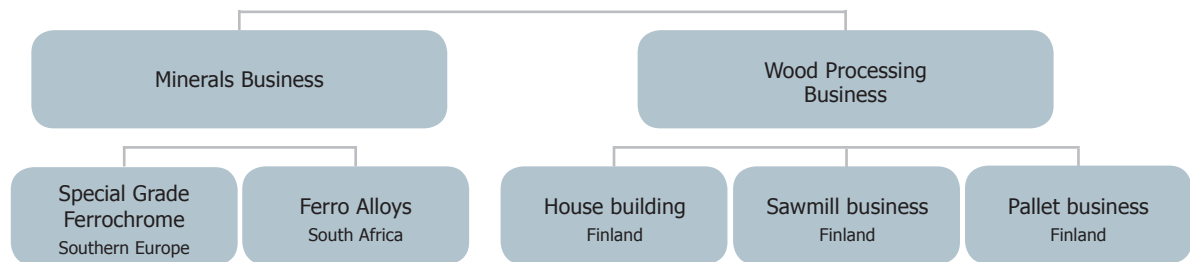 Minerals Business
Wood Processing
Business
Special Grade
Ferrochrome
Southern Europe
Ferro Alloys
South Africa
House building
Finland
Sawmill business
Finland
Pallet business
Finland